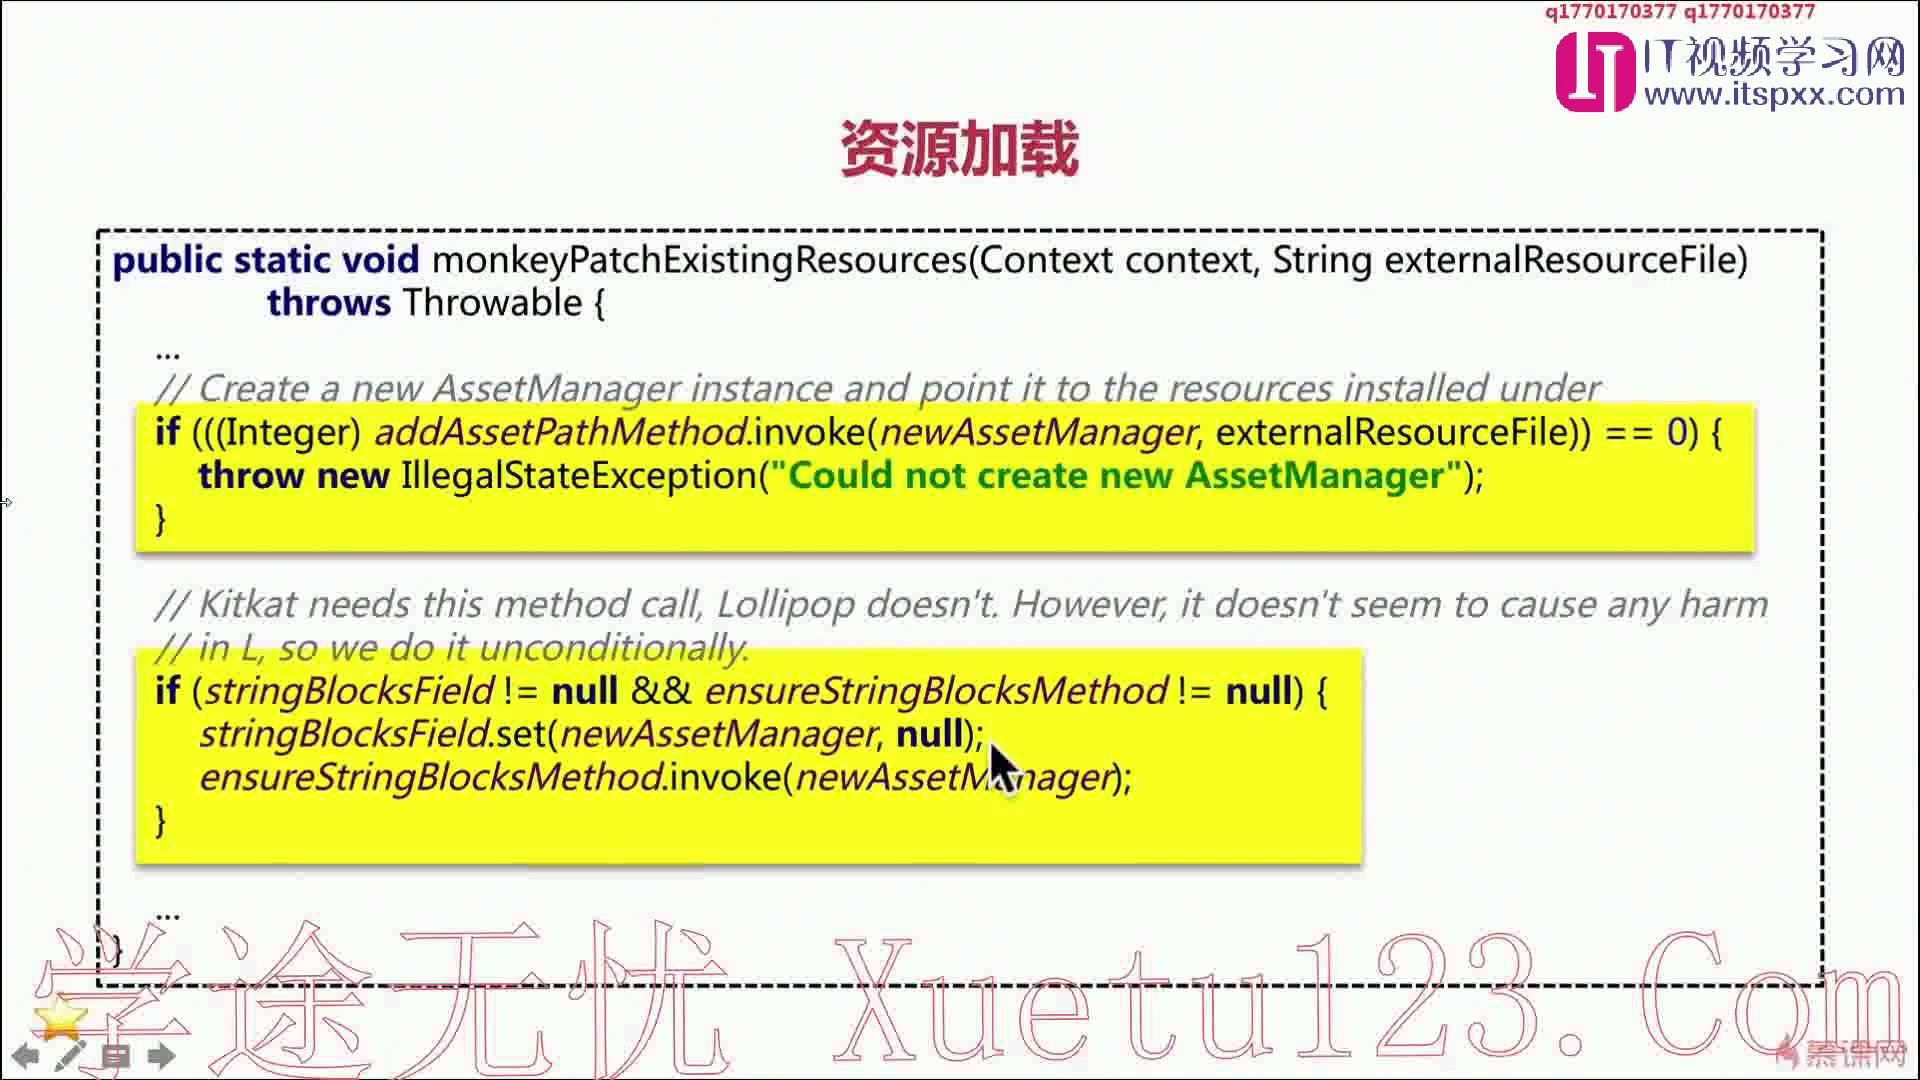 q1770170377 q1770170377
IT视频学习网
www.itspxx.com
资源加载
public static void monkeyPatchExistingResources(Context context, String externalResourceFile)
throws Throwable {
...
// Create a new AssetManager instance and point it to the resources installed under
if (((Integer) addAssetPathMethod.invoke(newAssetManager, externalResourceFile)) == 0) {
throw new IllegalStateException("Could not create new AssetManager");
}
// Kitkat needs this method call, Lollipop doesn't. However, it doesn't seem to cause any harm
// in L, so we do it unconditionally.
if (stringBlocksField != null && ensureStringBlocksMethod != null) {
stringBlocksField.set(newAssetManager, null);
ensureStringBlocksMethod.invoke(newAssetManager);
}
...
}
学途无忧 Xuetu123.Com
慕课网